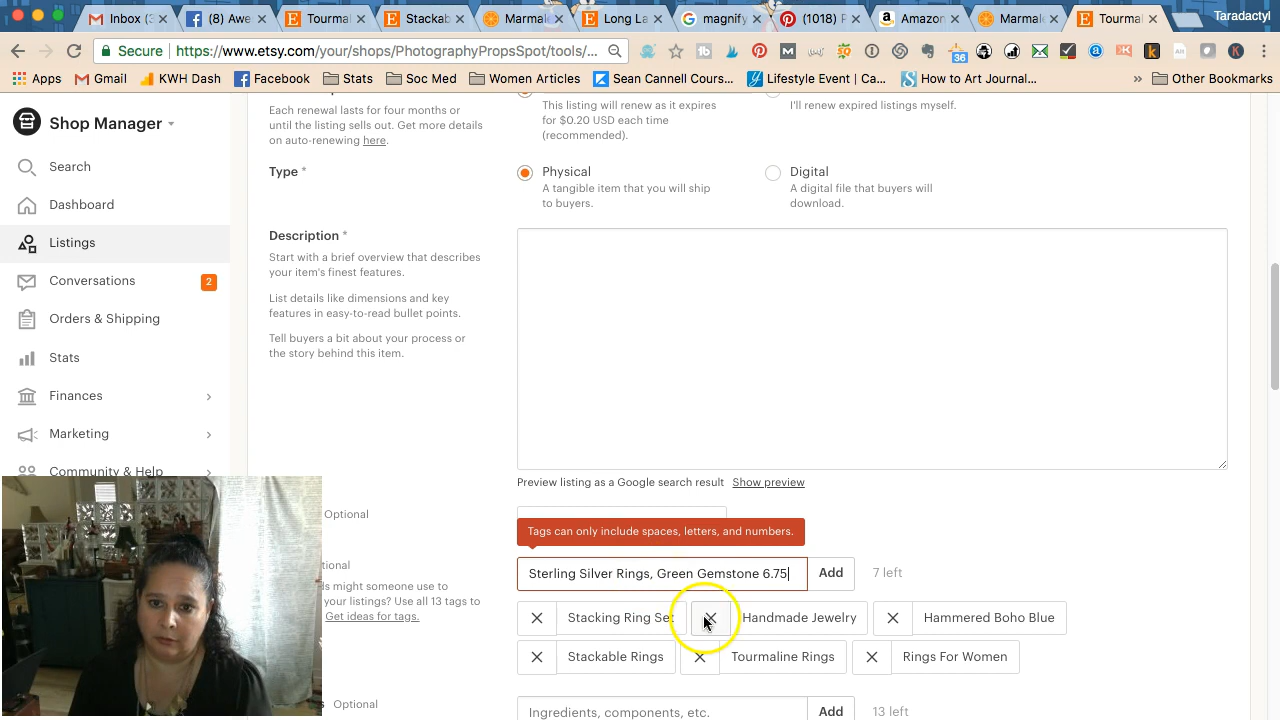 Inbox (3
(8) Awe
Tourmal
Stackab
Marmale
Long La
magnify
(1018) P
Amazon
Marmale
Tourmal
Taradactyl
Secure
https://www.etsy.com/your/shops/PhotographyPropsSpot/tools/...
36
Apps
Gmail
KWH Dash
Facebook
Stats
Soc Med
Women Articles
Sean Cannell Cours...
Lifestyle Event | Ca...
How to Art Journal...
»
Other Bookmarks
Shop Manager
Search
Dashboard
Listings
Conversations
2
Orders & Shipping
Stats
Finances
Marketing
Community & Help
Each renewal lasts for four months or
until the listing sells out. Get more details
on auto-renewing here.
This listing will renew as it expires
for $0.20 USD each time
(recommended).
I'll renew expired listings myself.
Type *
Physical
A tangible item that you will ship
to buyers.
Digital
A digital file that buyers will
download.
Description *
Start with a brief overview that describes
your item's finest features.
List details like dimensions and key
features in easy-to-read bullet points.
Tell buyers a bit about your process or
the story behind this item.
Preview listing as a Google search result Show preview
Optional
Tags can only include spaces, letters, and numbers.
tional
ds might someone use to
your listings? Use all 13 tags to
Get ideas for tags.
Sterling Silver Rings, Green Gemstone 6.75
Add
7 left
Stacking Ring Set
Handmade Jewelry
Hammered Boho Blue
Stackable Rings
Tourmaline Rings
Rings For Women
Optional
Ingredients, components, etc.
Add
13 left